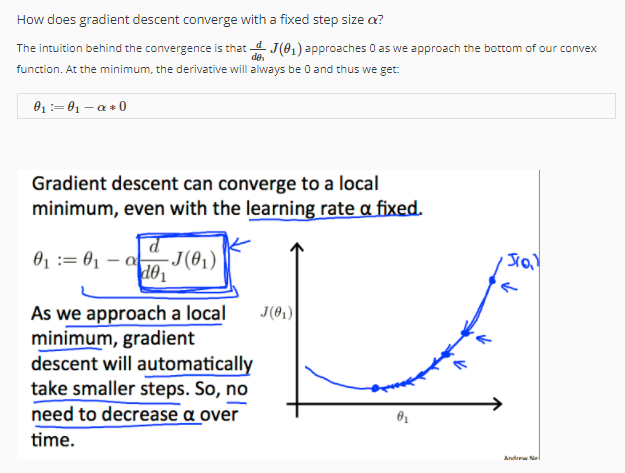 How does gradient descent converge with a fixed step size α?
The intuition behind the convergence is that d/dθ₁ J(θ₁) approaches 0 as we approach the bottom of our convex
function. At the minimum, the derivative will always be 0 and thus we get:
θ₁ := θ₁ − α ∗ 0
Gradient descent can converge to a local
minimum, even with the learning rate α fixed.
θ₁ := θ₁ − α d/dθ₁ J(θ₁)
J(θ₁)
As we approach a local
minimum, gradient
descent will automatically
take smaller steps. So, no
need to decrease α over
time.
J(θ₁)
θ₁
Andrew Ng